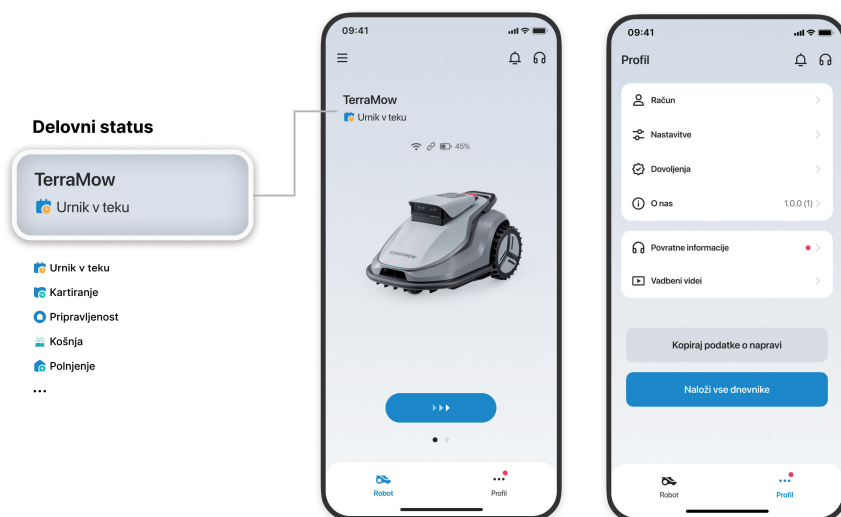 Delovni status
TerraMow
Urnik v teku
Urnik v teku
Kartiranje
Pripravljenost
Košnja
Polnjenje
...
09:41
TerraMow
Urnik v teku
45%
TERRAMOW
Robot
Profil
09:41
Profil
Račun
Nastavitve
Dovoljenja
O nas 1.0.0 (1)
Povratne informacije
Vadbeni videi
Kopiraj podatke o napravi
Naloži vse dnevnike
Robot
Profil